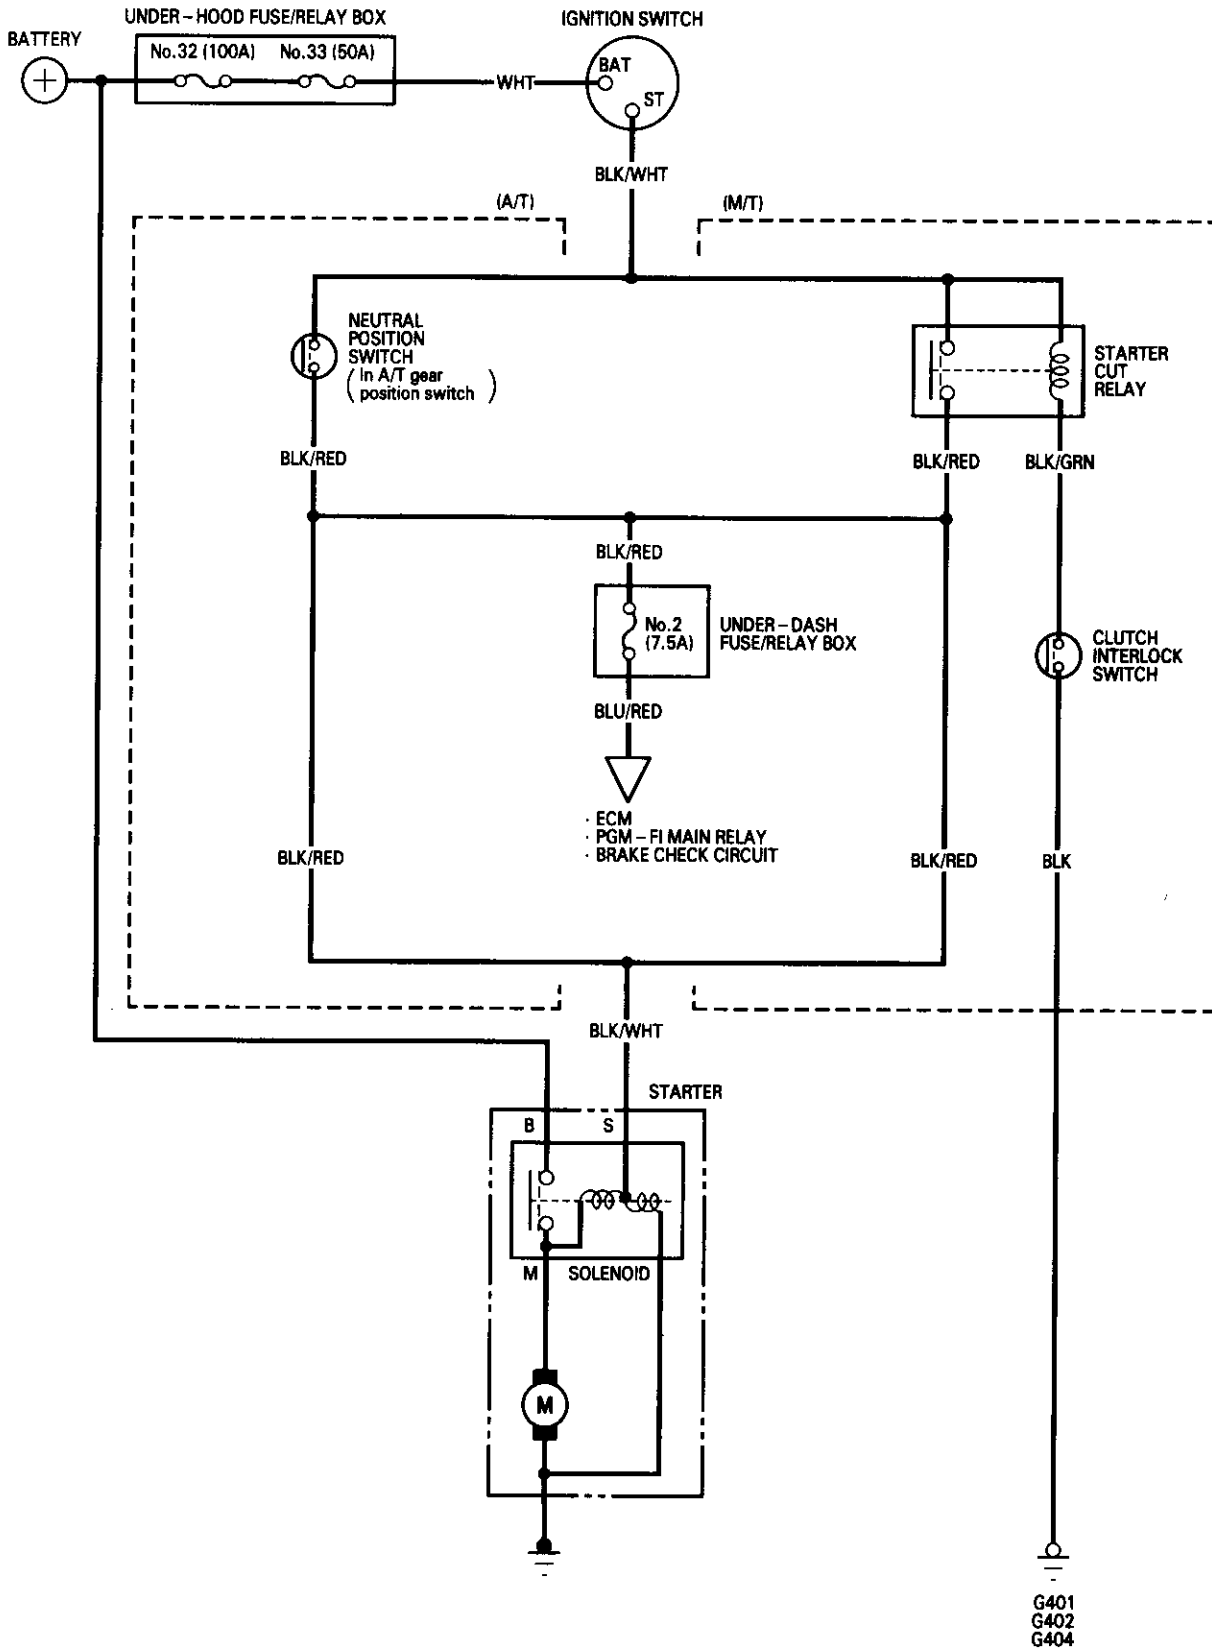 UNDER-HOOD FUSE/RELAY BOX
IGNITION SWITCH
BATTERY
No.32 (100A) No.33 (50A)
+
WHT
BAT
ST
BLK/WHT
(A/T)
(M/T)
NEUTRAL
POSITION
SWITCH
(In A/T gear
position switch)
STARTER
CUT
RELAY
BLK/RED
BLK/RED
BLK/GRN
BLK/RED
No.2
(7.5A)
UNDER-DASH
FUSE/RELAY BOX
CLUTCH
INTERLOCK
SWITCH
BLU/RED
· ECM
· PGM-FI MAIN RELAY
· BRAKE CHECK CIRCUIT
BLK/RED
BLK/RED
BLK
BLK/WHT
STARTER
B
S
M
SOLENOID
M
G401
G402
G404